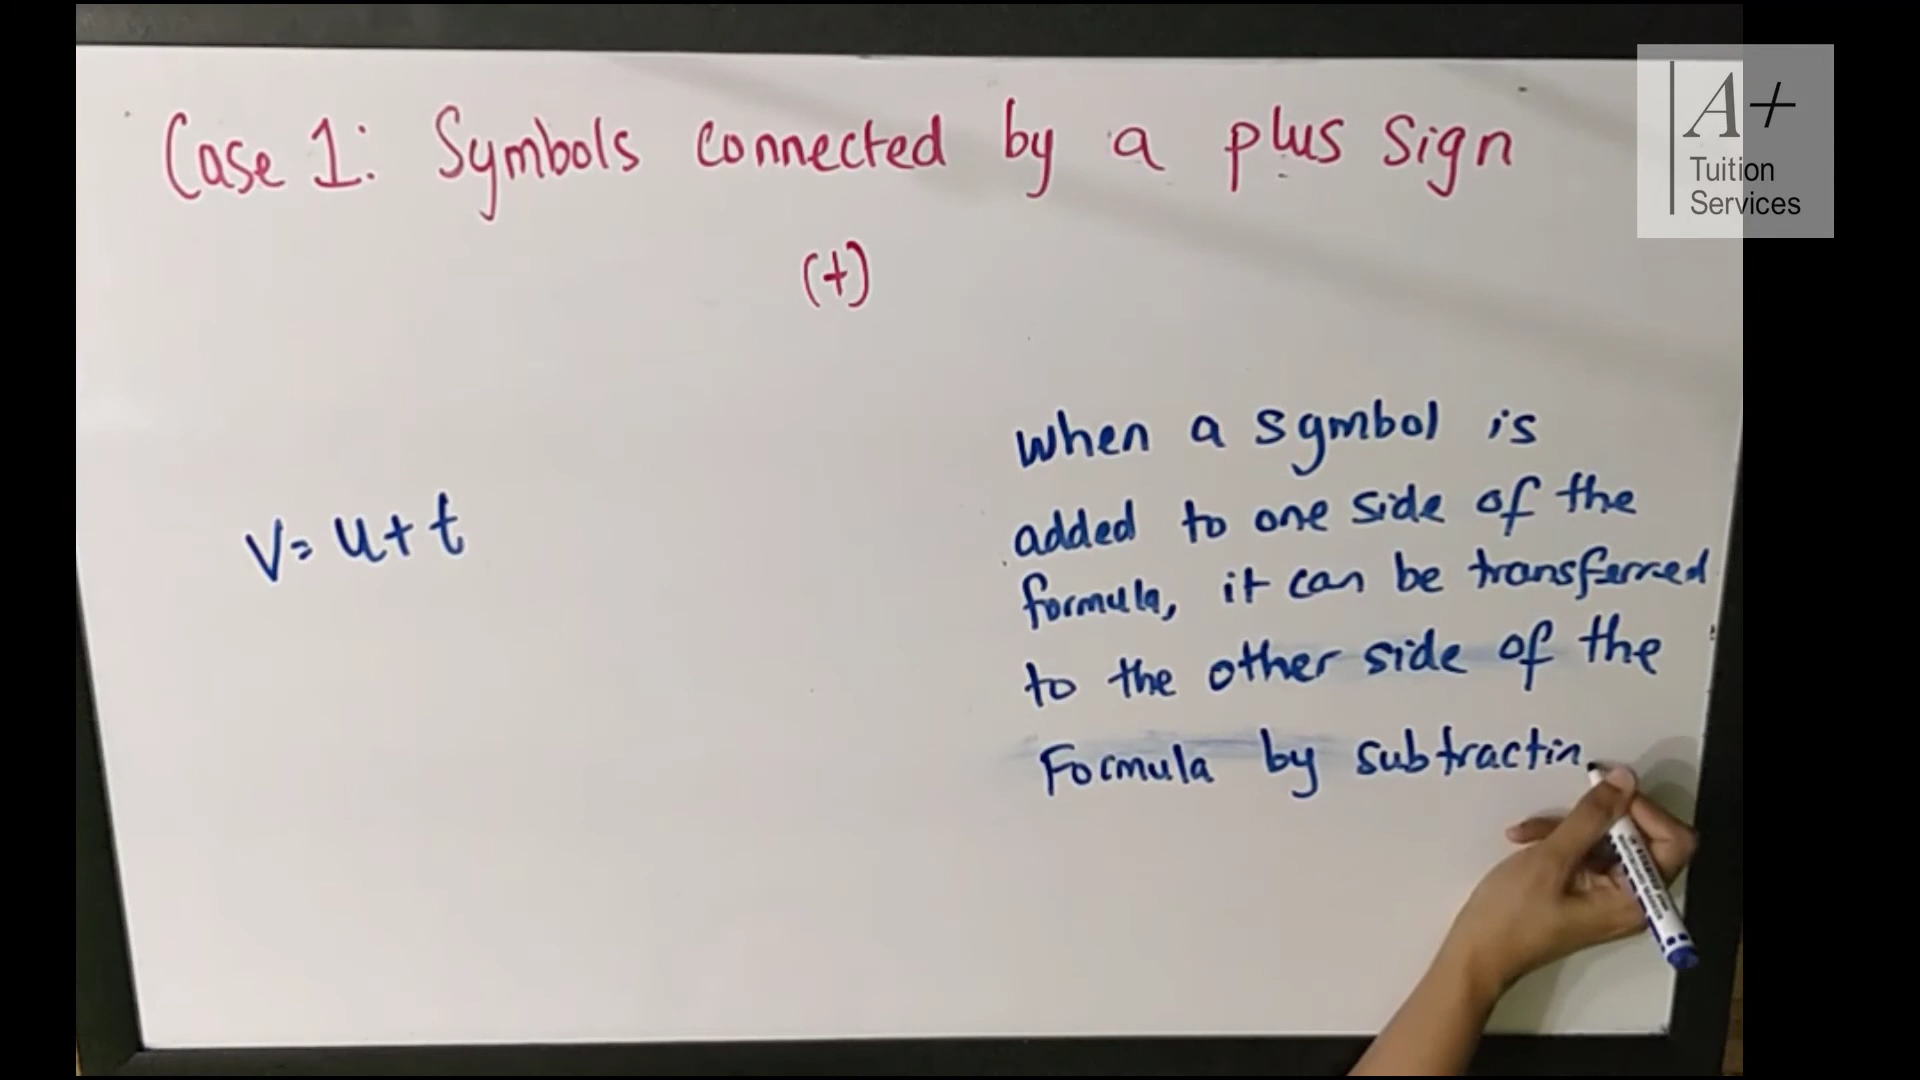 Case 1: Symbols connected by a plus sign
(+)
V = u + t
when a symbol is
added to one side of the
formula, it can be transferred
to the other side of the
Formula by subtractin
A+
Tuition
Services